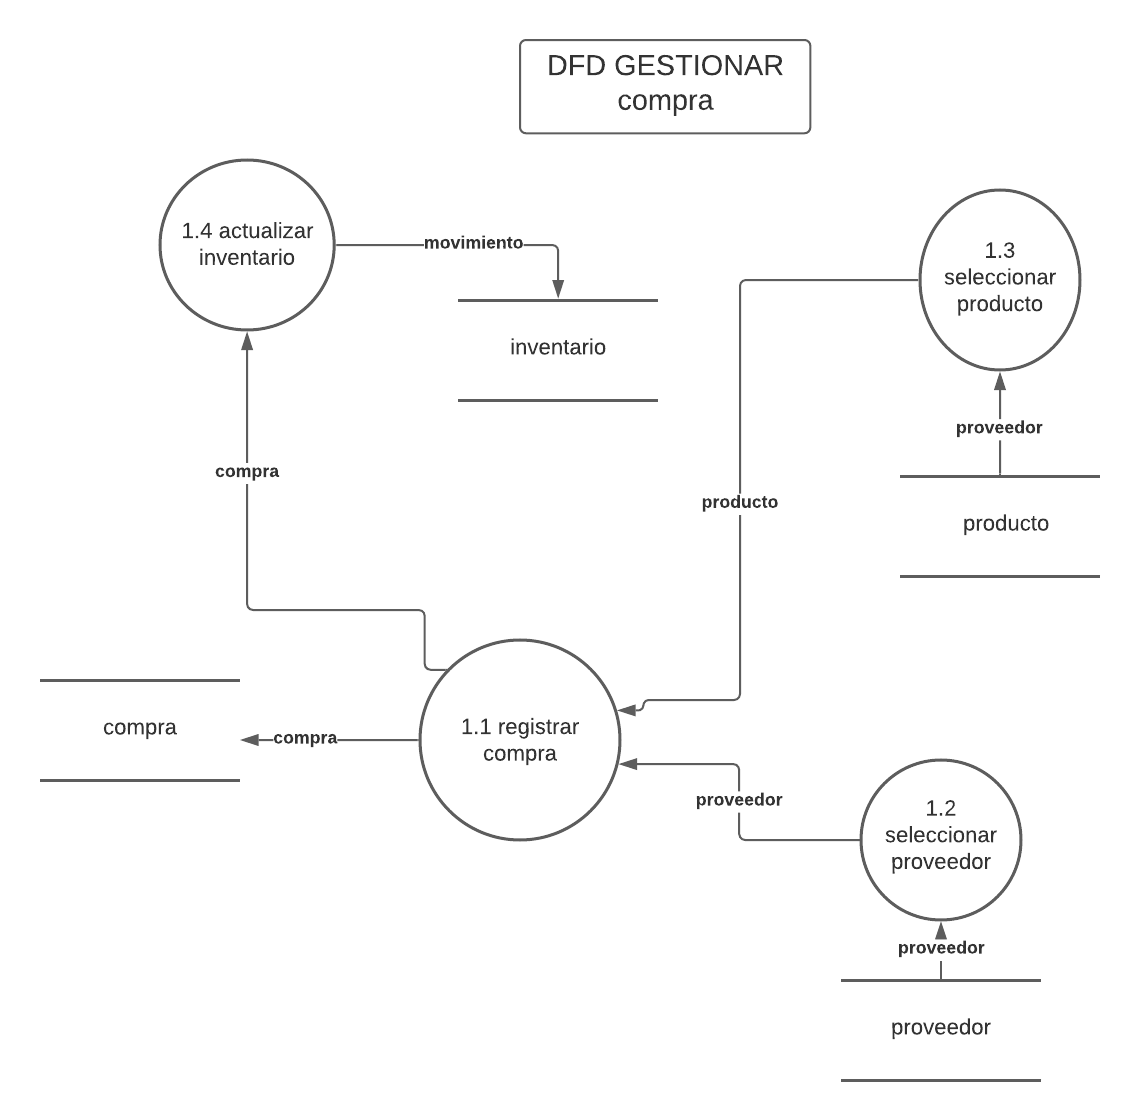 DFD GESTIONAR
compra
1.4 actualizar
inventario
movimiento
inventario
1.3
seleccionar
producto
proveedor
producto
compra
producto
compra
compra
1.1 registrar
compra
proveedor
1.2
seleccionar
proveedor
proveedor
proveedor